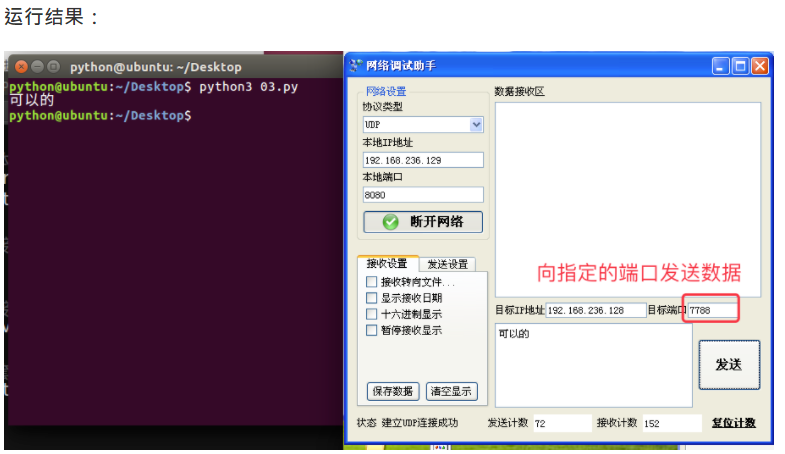 运行结果：
python@ubuntu: ~/Desktop
python@ubuntu:~/Desktop$ python3 03.py
可以的
python@ubuntu:~/Desktop$
网络调试助手
网络设置
协议类型
UDP
本地IP地址
192.168.236.129
本地端口
8080
断开网络
接收设置
发送设置
接收转向文件...
显示接收日期
十六进制显示
暂停接收显示
保存数据
清空显示
数据接收区
向指定的端口发送数据
目标IP地址 192.168.236.128 目标端口 7788
可以的
发送
状态 建立UDP连接成功 发送计数 72 接收计数 152 复位计数